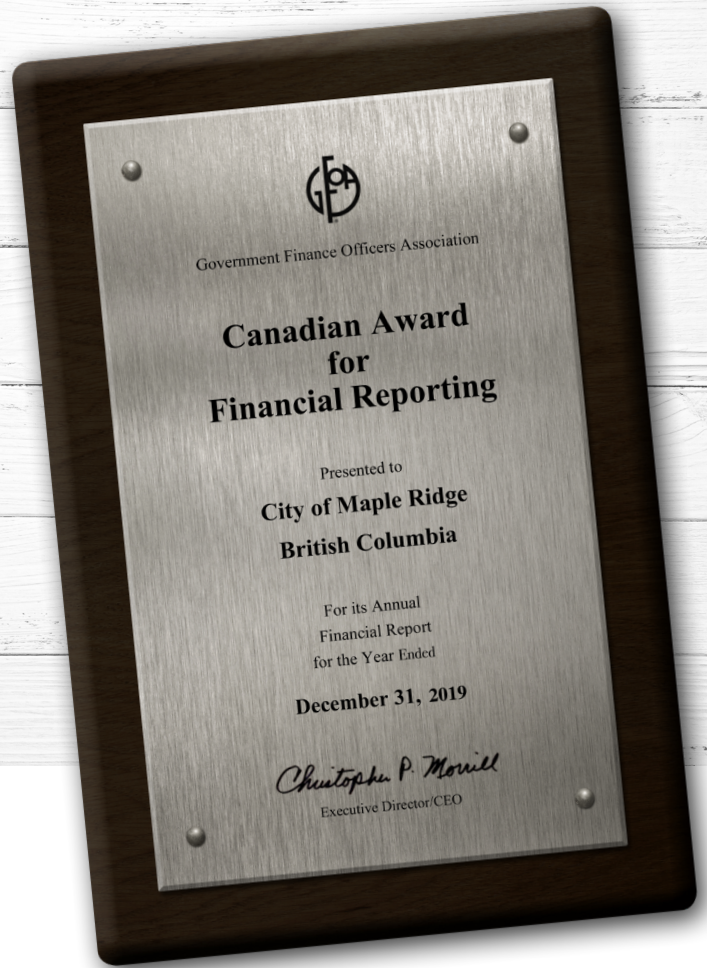 GFOA
Government Finance Officers Association
Canadian Award
for
Financial Reporting
Presented to
City of Maple Ridge
British Columbia
For its Annual
Financial Report
for the Year Ended
December 31, 2019
Christopher P. Morrill
Executive Director/CEO